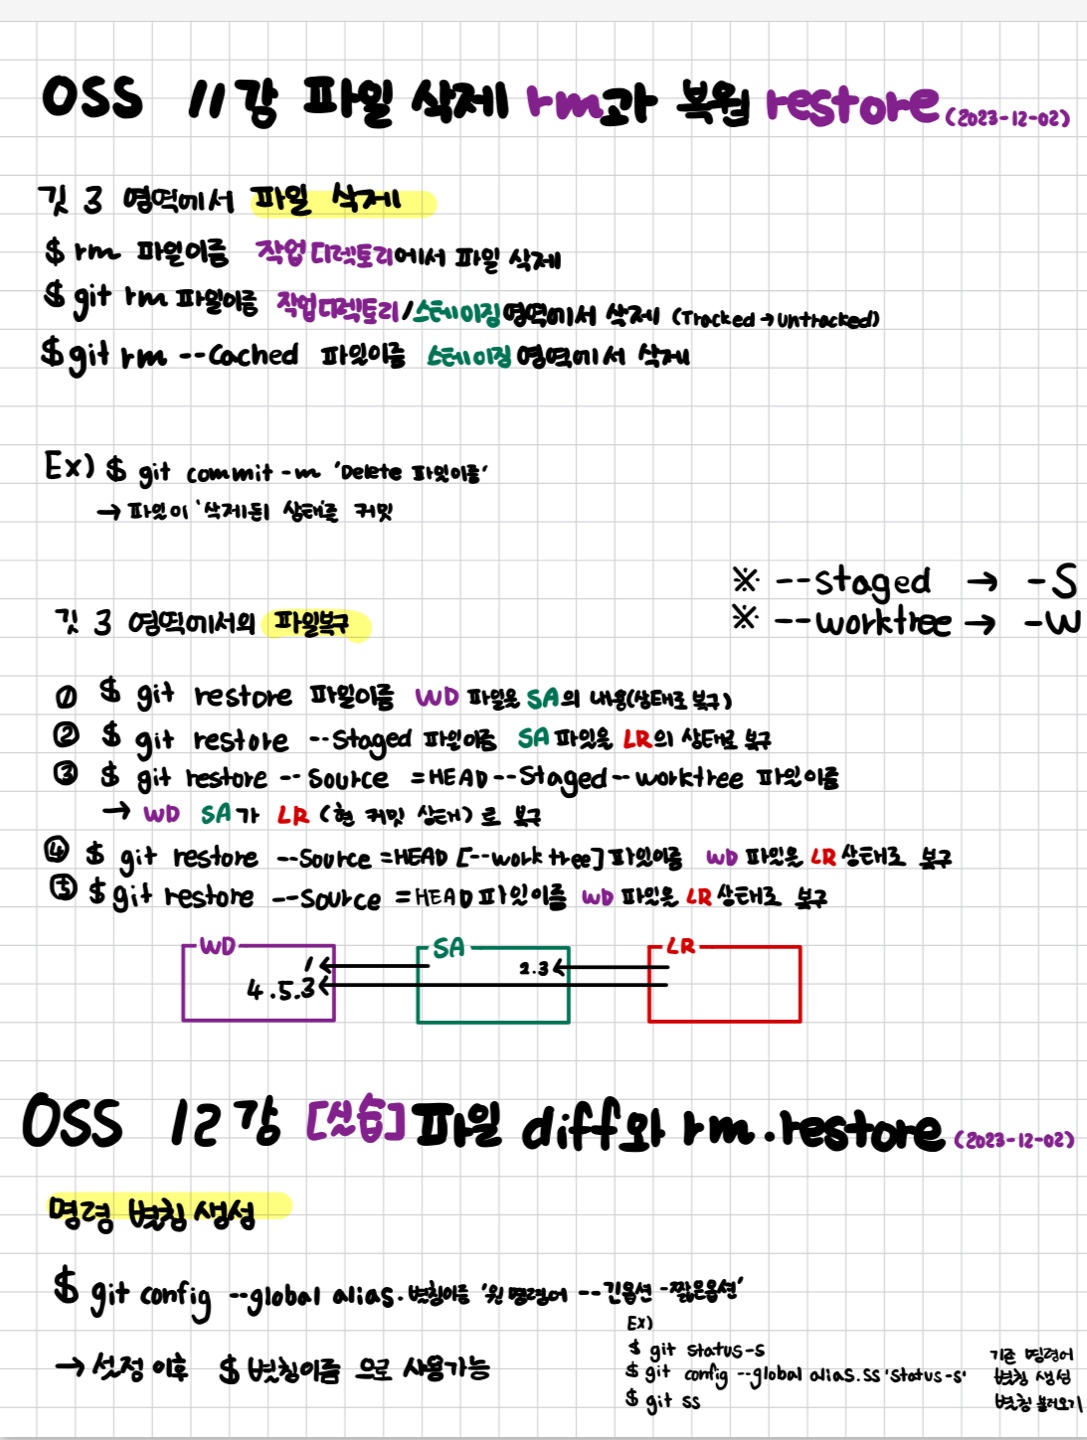 OSS 11강 파일 삭제 rm과 복원 restore (2023-12-02)
깃 3 영역에서 파일 삭제
$ rm 파일이름 작업디렉토리에서 파일 삭제
$ git rm 파일이름 작업디렉토리/스테이징영역에서 삭제 (Tracked → Untracked)
$ git rm --Cached 파일이름 스테이징영역에서 삭제
Ex) $ git commit -m 'Delete 파일이름'
→ 파일이 '삭제된' 상태로 커밋
※ --staged → -S
※ --worktree → -W
깃 3 영역에서의 파일복구
① $ git restore 파일이름 WD 파일을 SA의 내용(상태로 복구)
② $ git restore --Staged 파일이름 SA 파일을 LR의 상태로 복구
③ $ git restore --Source =HEAD--Staged--worktree 파일이름
→ WD SA가 LR (현 커밋 상태)로 복구
④ $ git restore --Source =HEAD [--worktree] 파일이름 WD 파일을 LR 상태로 복구
⑤ $ git restore --Source =HEAD 파일이름 WD 파일을 LR 상태로 복구
WD SA LR
1 2.3
4.5.3
OSS 12강 [실습] 파일 diff와 rm.restore (2023-12-02)
명령 별칭 생성
$ git config --global alias.별칭이름 '원 명령어 --긴옵션 -짧은옵션'
→ 설정 이후 $ 별칭이름 으로 사용가능
Ex)
$ git status-s 기존 명령어
$ git config --global alias.ss 'status-s' 별칭 생성
$ git ss 별칭 불러오기